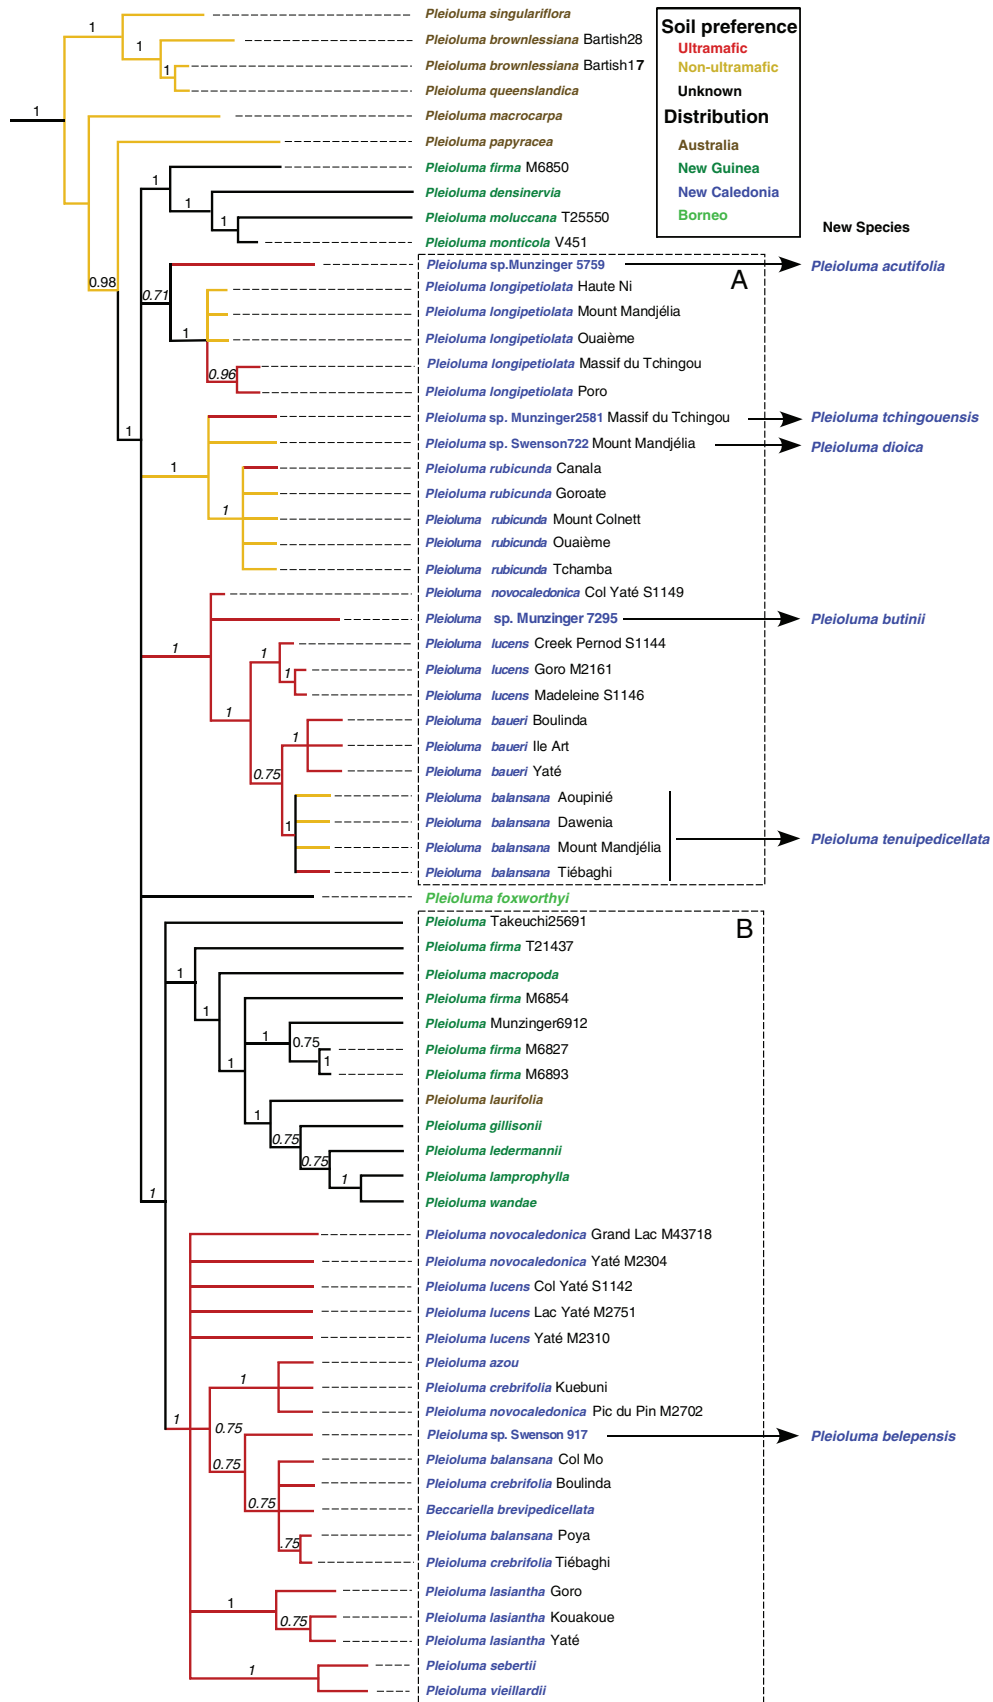 Pleioluma singulariflora
Pleioluma brownlessiana Bartish28
Pleioluma brownlessiana Bartish17
Pleioluma queenslandica
Pleioluma macrocarpa
Pleioluma papyracea
Pleioluma firma M6850
Pleioluma densinervia
Pleioluma moluccana T25550
Pleioluma monticola V451
Soil preference
Ultramafic
Non-ultramafic
Unknown
Distribution
Australia
New Guinea
New Caledonia
Borneo
New Species
A
Pleioluma sp.Munzinger 5759
Pleioluma acutifolia
Pleioluma longipetiolata Haute Ni
Pleioluma longipetiolata Mount Mandjélia
Pleioluma longipetiolata Ouaième
Pleioluma longipetiolata Massif du Tchingou
Pleioluma longipetiolata Poro
Pleioluma sp. Munzinger2581 Massif du Tchingou
Pleioluma tchingouensis
Pleioluma sp. Swenson722 Mount Mandjélia
Pleioluma dioica
Pleioluma rubicunda Canala
Pleioluma rubicunda Goroate
Pleioluma rubicunda Mount Colnett
Pleioluma rubicunda Ouaième
Pleioluma rubicunda Tchamba
Pleioluma novocaledonica Col Yaté S1149
Pleioluma sp. Munzinger 7295
Pleioluma butinii
Pleioluma lucens Creek Pernod S1144
Pleioluma lucens Goro M2161
Pleioluma lucens Madeleine S1146
Pleioluma baueri Boulinda
Pleioluma baueri Ile Art
Pleioluma baueri Yaté
Pleioluma balansana Aoupinié
Pleioluma balansana Dawenia
Pleioluma balansana Mount Mandjélia
Pleioluma balansana Tiébaghi
Pleioluma tenuipedicellata
Pleioluma foxworthyi
B
Pleioluma Takeuchi25691
Pleioluma firma T21437
Pleioluma macropoda
Pleioluma firma M6854
Pleioluma Munzinger6912
Pleioluma firma M6827
Pleioluma firma M6893
Pleioluma laurifolia
Pleioluma gillisonii
Pleioluma ledermannii
Pleioluma lamprophylla
Pleioluma wandae
Pleioluma novocaledonica Grand Lac M43718
Pleioluma novocaledonica Yaté M2304
Pleioluma lucens Col Yaté S1142
Pleioluma lucens Lac Yaté M2751
Pleioluma lucens Yaté M2310
Pleioluma azou
Pleioluma crebrifolia Kuebuni
Pleioluma novocaledonica Pic du Pin M2702
Pleioluma sp. Swenson 917
Pleioluma belepensis
Pleioluma balansana Col Mo
Pleioluma crebrifolia Boulinda
Beccariella brevipedicellata
Pleioluma balansana Poya
Pleioluma crebrifolia Tiébaghi
Pleioluma lasiantha Goro
Pleioluma lasiantha Kouakoue
Pleioluma lasiantha Yaté
Pleioluma sebertii
Pleioluma vieillardii
1
1
1
1
1
1
1
0.98
0.71
1
0.96
1
1
1
1
1
1
1
0.75
1
1
1
1
0.75
1
1
1
0.75
0.75
1
1
1
1
0.75
0.75
0.75
.75
1
0.75
1